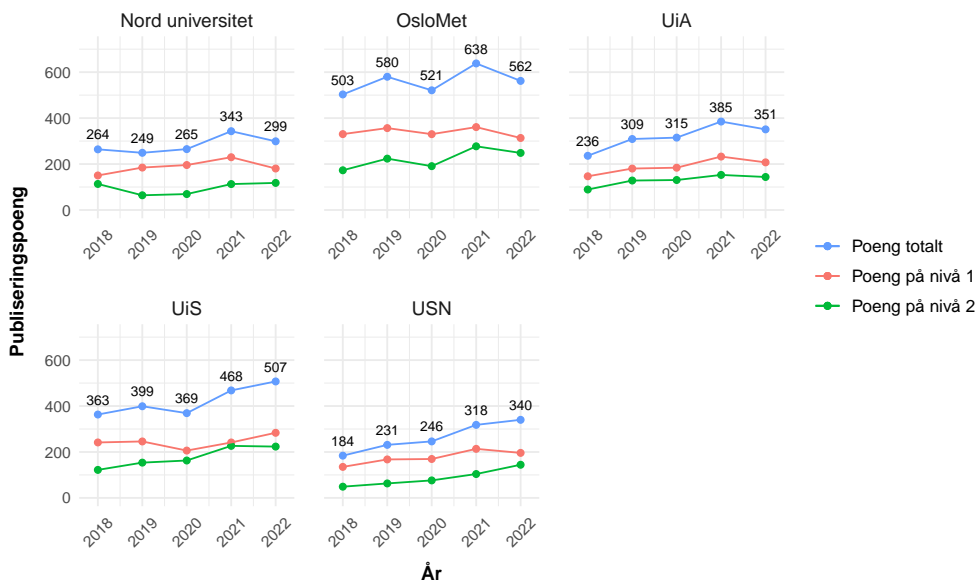 Nord universitet
OsloMet
UiA
264 249 265 343 299
503 580 521 638 562
236 309 315 385 351
600
400
200
0
2018 2019 2020 2021 2022
2018 2019 2020 2021 2022
2018 2019 2020 2021 2022
Publiseringspoeng
Poeng totalt
Poeng på nivå 1
Poeng på nivå 2
UiS
USN
363 399 369 468 507
184 231 246 318 340
600
400
200
0
2018 2019 2020 2021 2022
2018 2019 2020 2021 2022
År